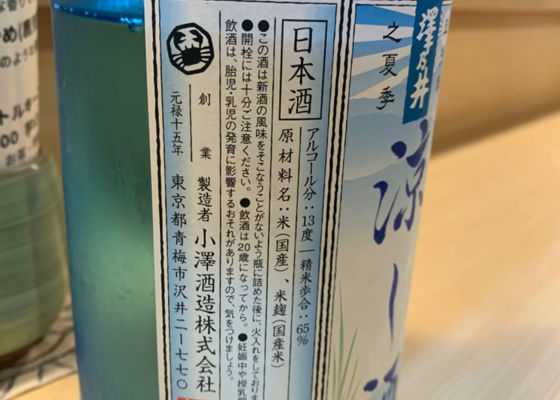 澤乃井
之夏季
涼し酒
日本酒
アルコール分:13度
精米歩合:65%
原材料名:米(国産)、米麹(国産米)
●この酒は新酒の風味をそこなうことがないよう瓶に詰めた後に、火入れをしておりま
●開栓には十分ご注意ください。●飲酒は20歳になってから。●妊娠中や授乳期
飲酒は、胎児・乳児の発育に影響するおそれがありますので、気をつけましょう。
創業
元禄十五年
製造者 小澤酒造株式会社
東京都青梅市沢井二ー七七〇